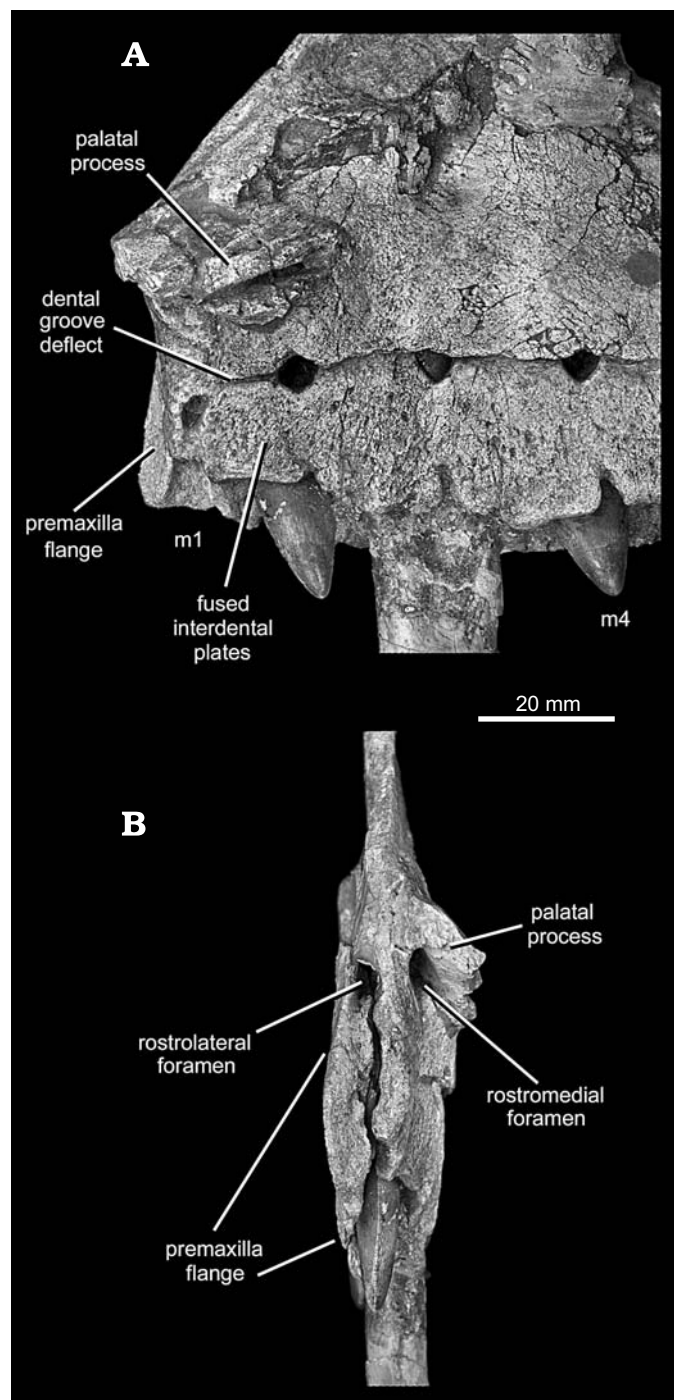 A
palatal
process
dental
groove
deflect
premaxilla
flange
m1
fused
interdental
plates
m4
20 mm
B
palatal
process
rostrolateral
foramen
rostromedial
foramen
premaxilla
flange